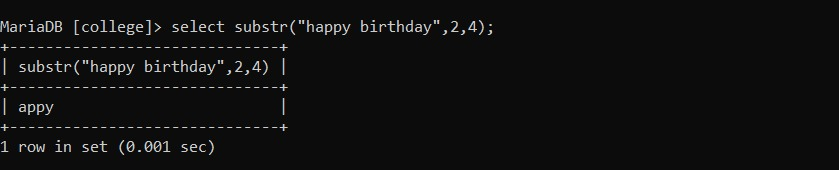 MariaDB [college]> select substr("happy birthday",2,4);
+-----------------------------+
| substr("happy birthday",2,4) |
+-----------------------------+
| appy                         |
+-----------------------------+
1 row in set (0.001 sec)